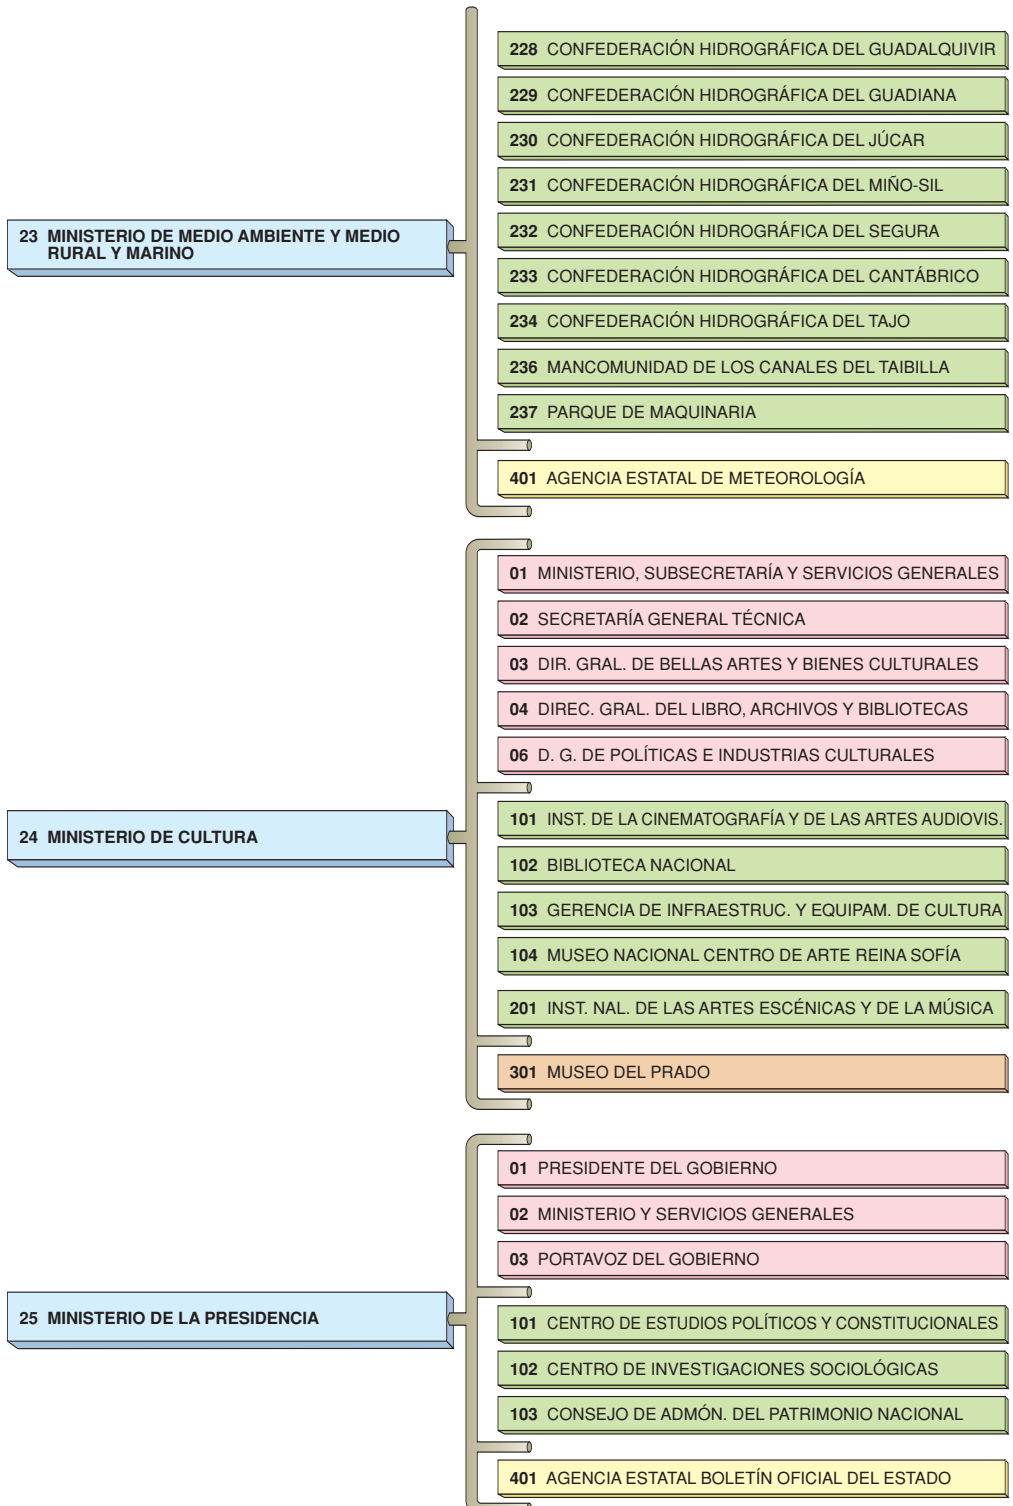 228 CONFEDERACIÓN HIDROGRÁFICA DEL GUADALQUIVIR
229 CONFEDERACIÓN HIDROGRÁFICA DEL GUADIANA
230 CONFEDERACIÓN HIDROGRÁFICA DEL JÚCAR
231 CONFEDERACIÓN HIDROGRÁFICA DEL MIÑO-SIL
23 MINISTERIO DE MEDIO AMBIENTE Y MEDIO
RURAL Y MARINO
232 CONFEDERACIÓN HIDROGRÁFICA DEL SEGURA
233 CONFEDERACIÓN HIDROGRÁFICA DEL CANTÁBRICO
234 CONFEDERACIÓN HIDROGRÁFICA DEL TAJO
236 MANCOMUNIDAD DE LOS CANALES DEL TAIBILLA
237 PARQUE DE MAQUINARIA
401 AGENCIA ESTATAL DE METEOROLOGÍA
01 MINISTERIO, SUBSECRETARÍA Y SERVICIOS GENERALES
02 SECRETARÍA GENERAL TÉCNICA
03 DIR. GRAL. DE BELLAS ARTES Y BIENES CULTURALES
04 DIREC. GRAL. DEL LIBRO, ARCHIVOS Y BIBLIOTECAS
06 D. G. DE POLÍTICAS E INDUSTRIAS CULTURALES
24 MINISTERIO DE CULTURA
101 INST. DE LA CINEMATOGRAFÍA Y DE LAS ARTES AUDIOVIS.
102 BIBLIOTECA NACIONAL
103 GERENCIA DE INFRAESTRUC. Y EQUIPAM. DE CULTURA
104 MUSEO NACIONAL CENTRO DE ARTE REINA SOFÍA
201 INST. NAL. DE LAS ARTES ESCÉNICAS Y DE LA MÚSICA
301 MUSEO DEL PRADO
01 PRESIDENTE DEL GOBIERNO
02 MINISTERIO Y SERVICIOS GENERALES
03 PORTAVOZ DEL GOBIERNO
25 MINISTERIO DE LA PRESIDENCIA
101 CENTRO DE ESTUDIOS POLÍTICOS Y CONSTITUCIONALES
102 CENTRO DE INVESTIGACIONES SOCIOLÓGICAS
103 CONSEJO DE ADMÓN. DEL PATRIMONIO NACIONAL
401 AGENCIA ESTATAL BOLETÍN OFICIAL DEL ESTADO